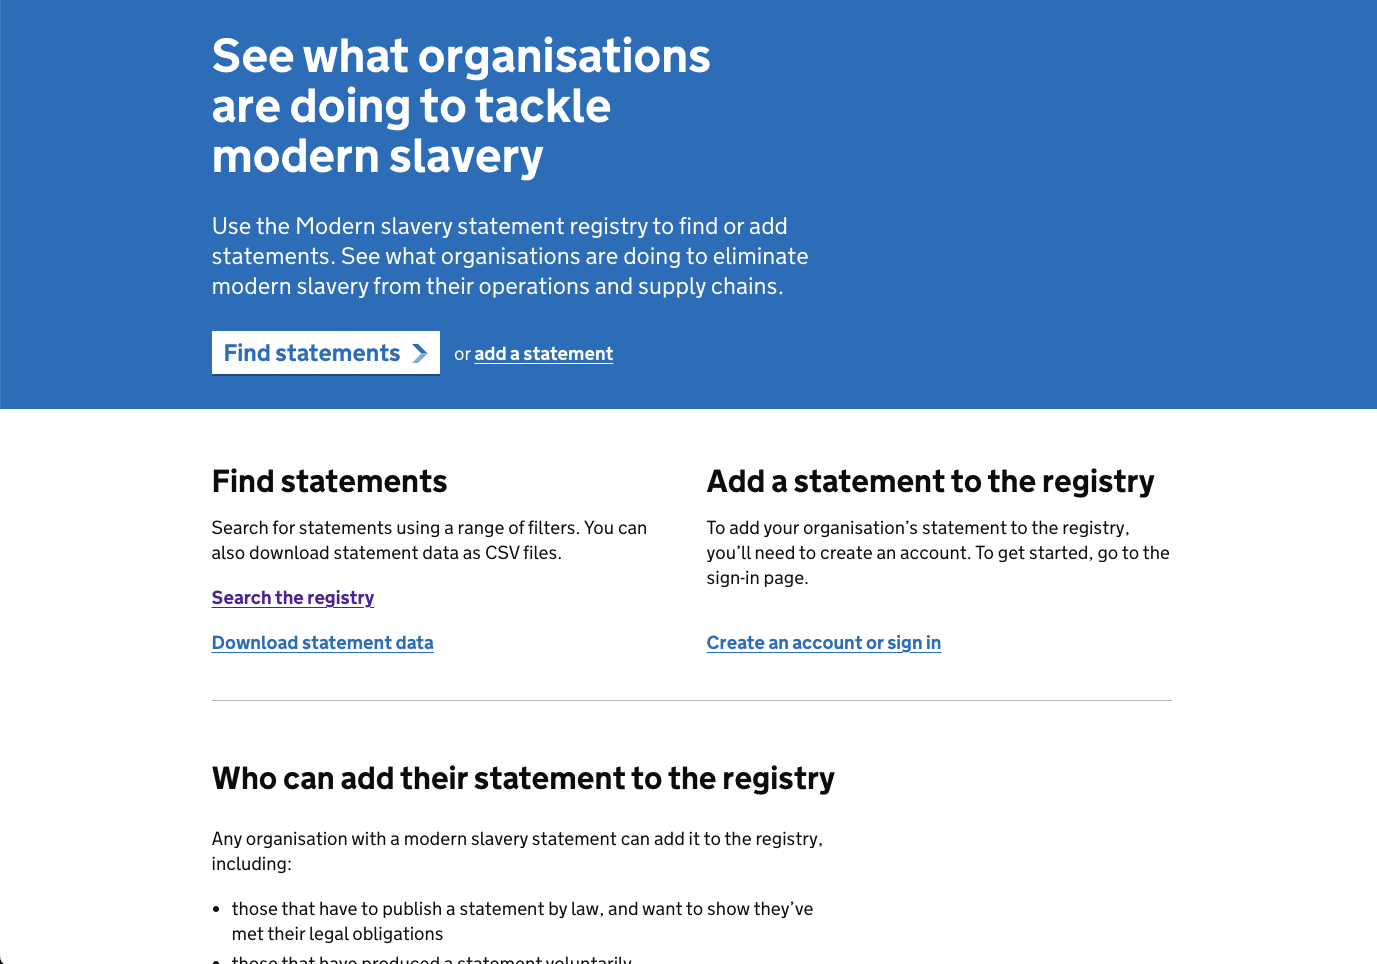 See what organisations
are doing to tackle
modern slavery
Use the Modern slavery statement registry to find or add
statements. See what organisations are doing to eliminate
modern slavery from their operations and supply chains.
Find statements
or add a statement
Find statements
Search for statements using a range of filters. You can
also download statement data as CSV files.
Search the registry
Download statement data
Add a statement to the registry
To add your organisation’s statement to the registry,
you’ll need to create an account. To get started, go to the
sign-in page.
Create an account or sign in
Who can add their statement to the registry
Any organisation with a modern slavery statement can add it to the registry,
including:
• those that have to publish a statement by law, and want to show they’ve
met their legal obligations
• those that have produced a statement voluntarily